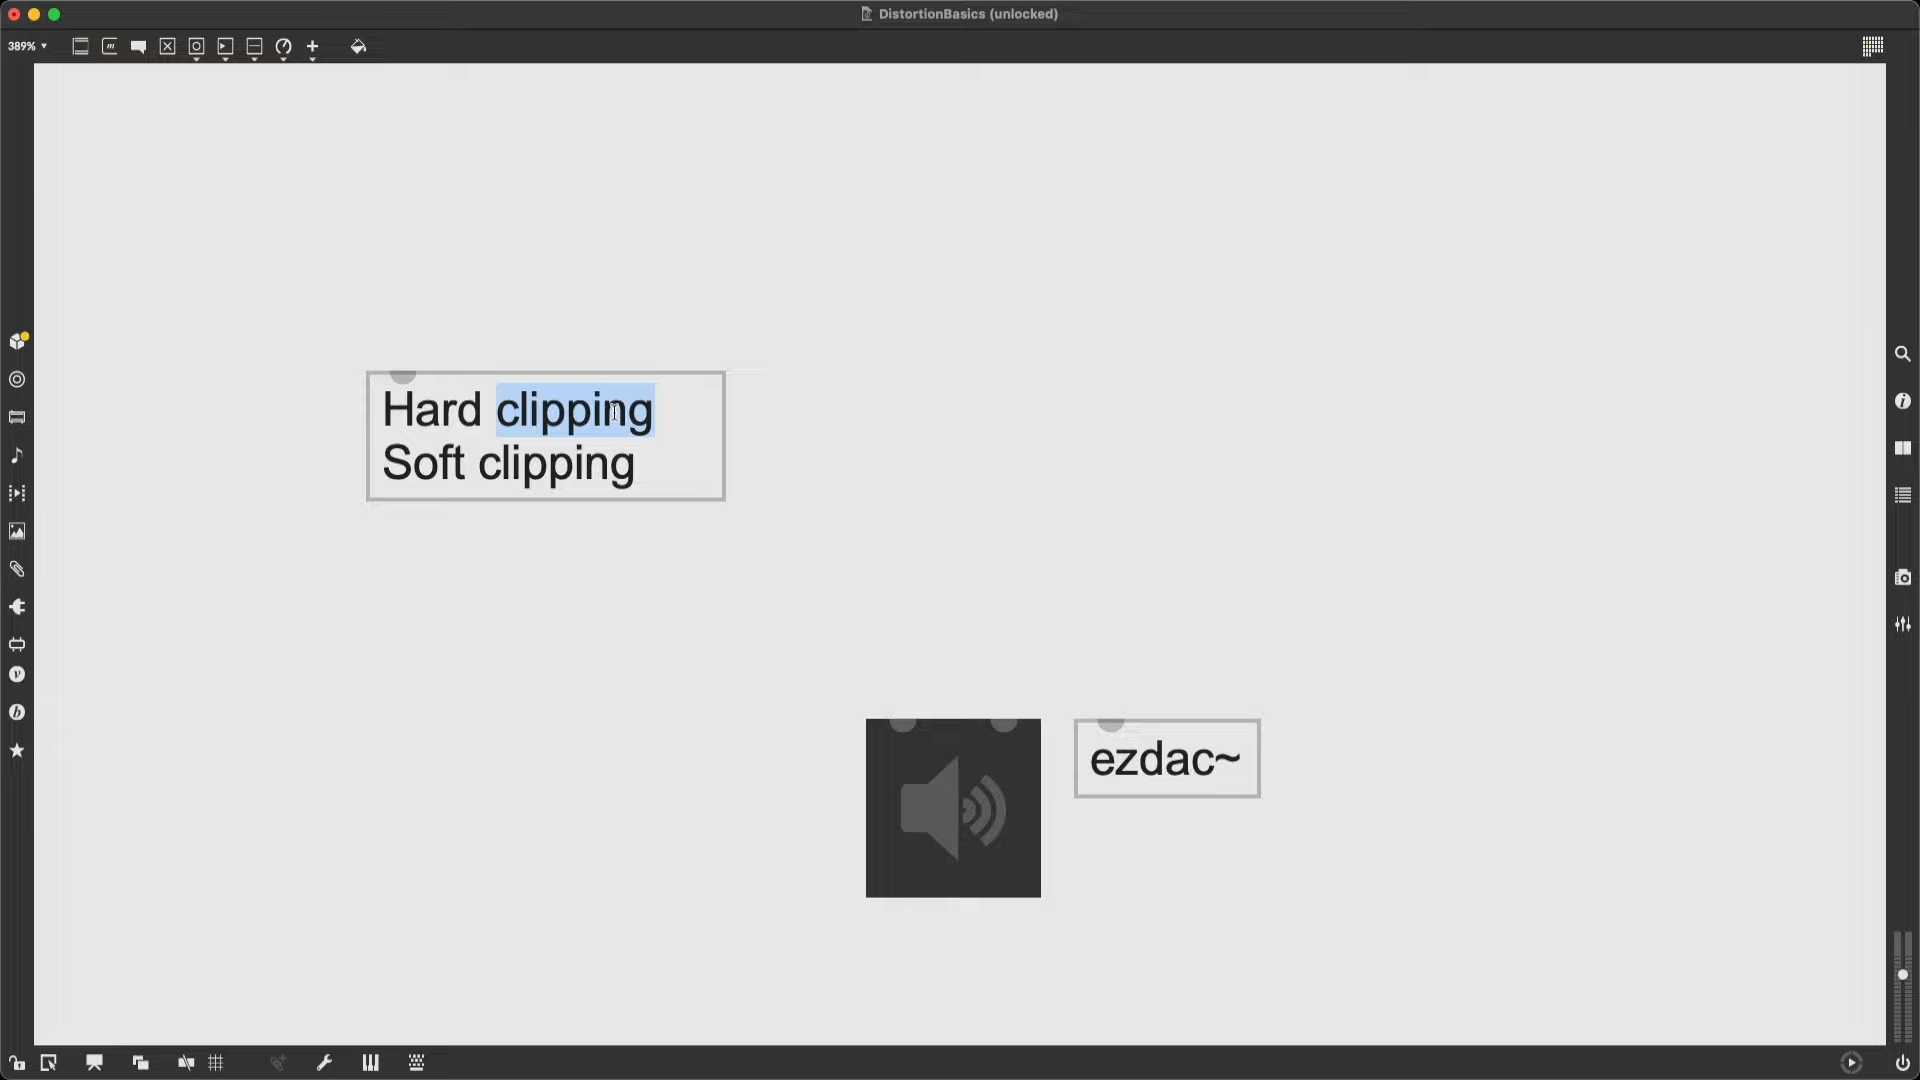 DistortionBasics (unlocked)
389%
Hard clipping
Soft clipping
ezdac~